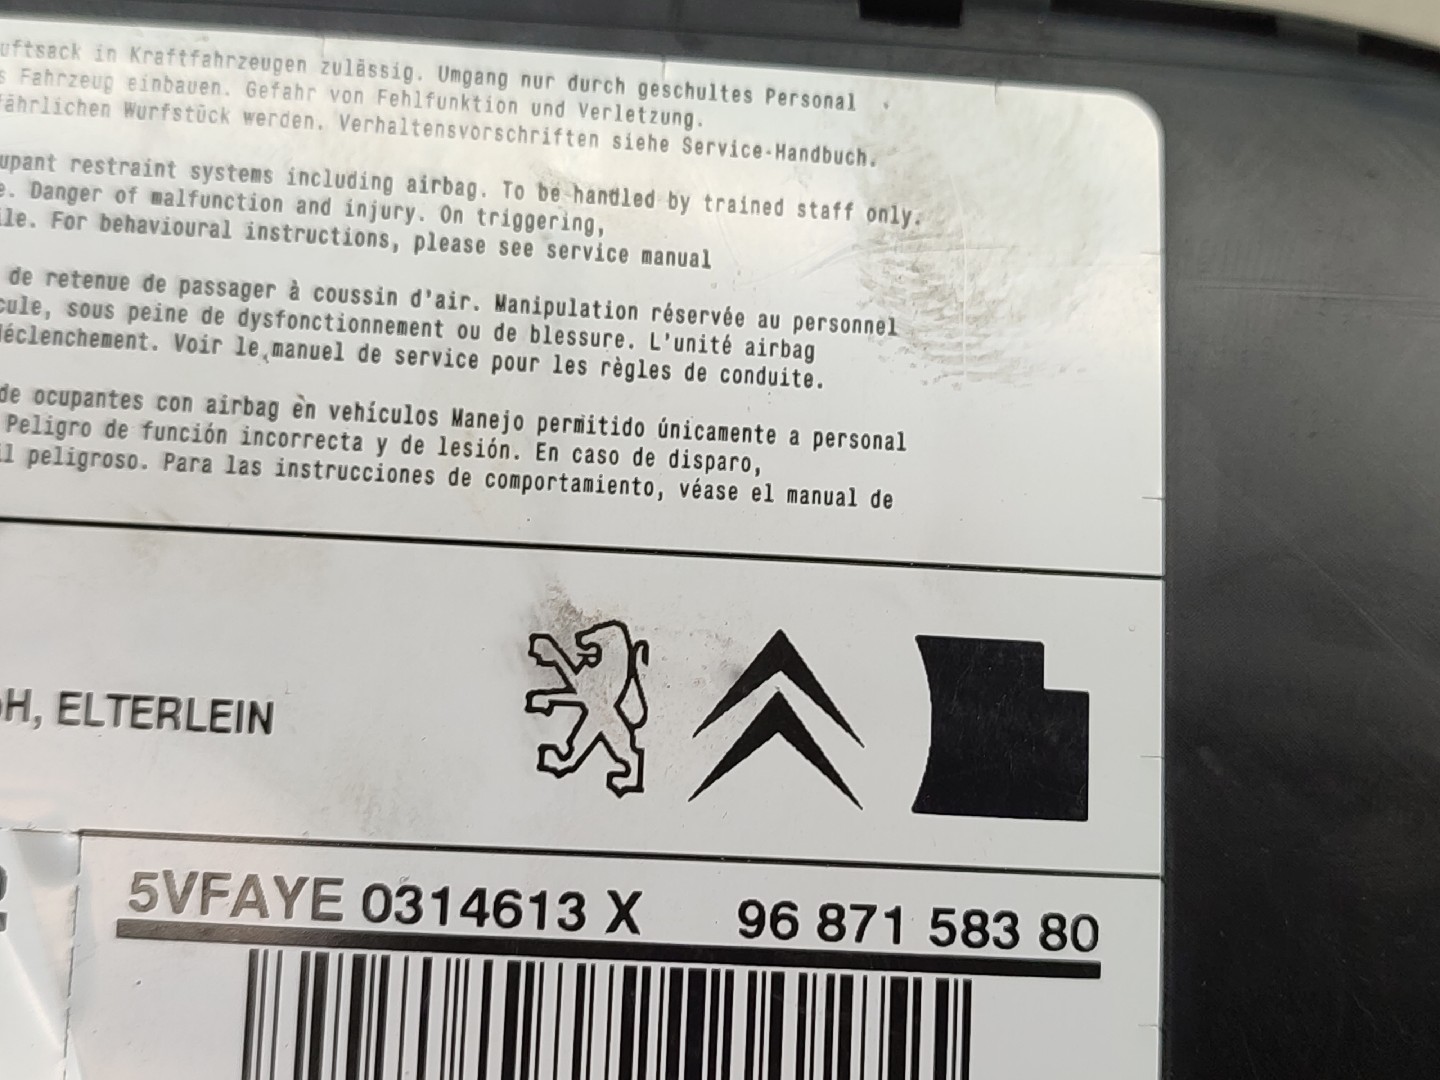 uftsack in Kraftfahrzeugen zulässig. Umgang nur durch geschultes Personal
s Fahrzeug einbauen. Gefahr von Fehlfunktion und Verletzung.
ährlichen Wurfstück werden. Verhaltensvorschriften siehe Service-Handbuch.
upant restraint systems including airbag. To be handled by trained staff only.
e. Danger of malfunction and injury. On triggering,
ile. For behavioural instructions, please see service manual
de retenue de passager à coussin d'air. Manipulation réservée au personnel
cule, sous peine de dysfonctionnement ou de blessure. L'unité airbag
déclenchement. Voir le manuel de service pour les règles de conduite.
de ocupantes con airbag en vehículos Manejo permitido únicamente a personal
Peligro de función incorrecta y de lesión. En caso de disparo,
il peligroso. Para las instrucciones de comportamiento, véase el manual de
H, ELTERLEIN
5VFAYE 0314613 X 96 871 583 80